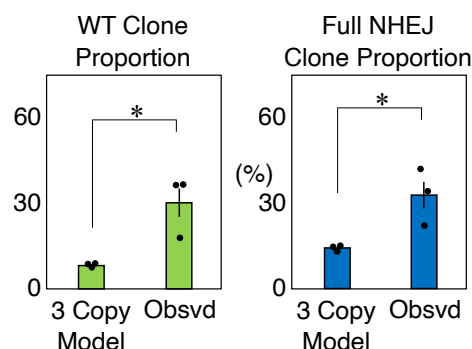 WT Clone
Proportion
60
30
0
*
3 Copy
Model
Obsvd
Full NHEJ
Clone Proportion
(%)
60
30
0
*
3 Copy
Model
Obsvd